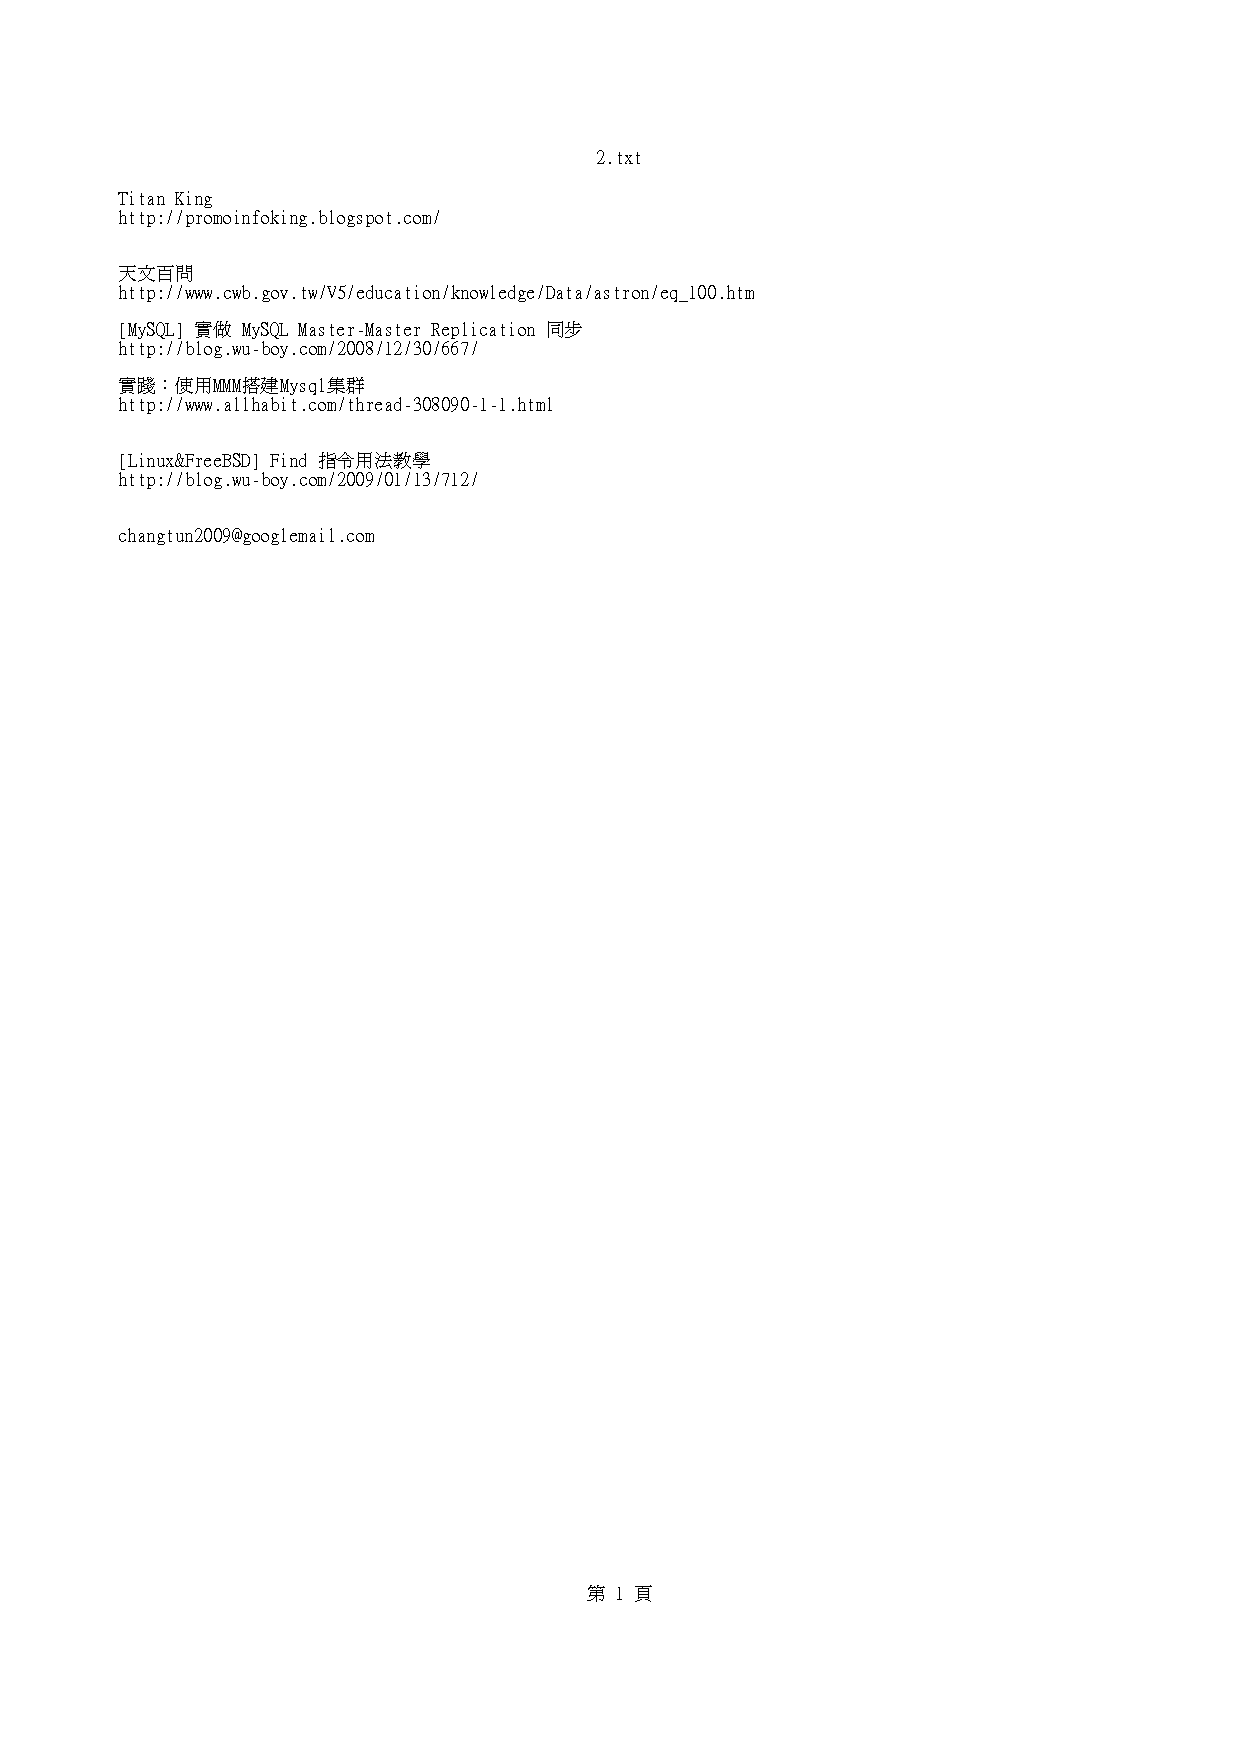 2.txt
Titan King
http://promoinfoking.blogspot.com/
天文百問
http://www.cwb.gov.tw/V5/education/knowledge/Data/astron/eq_100.htm
[MySQL] 實做 MySQL Master-Master Replication 同步
http://blog.wu-boy.com/2008/12/30/667/
實踐：使用MMM搭建Mysql集群
http://www.allhabit.com/thread-308090-1-1.html
[Linux&FreeBSD] Find 指令用法教學
http://blog.wu-boy.com/2009/01/13/712/
changtun2009@googlemail.com
第 1 頁